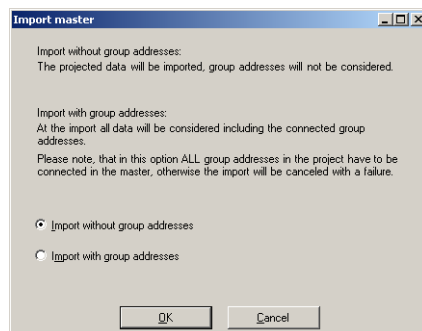 Import master
Import without group addresses:
The projected data will be imported, group addresses will not be considered.
Import with group addresses:
At the import all data will be considered including the connected group
addresses.
Please note, that in this option ALL group addresses in the project have to be
connected in the master, otherwise the import will be canceled with a failure.
Import without group addresses
Import with group addresses
OK
Cancel